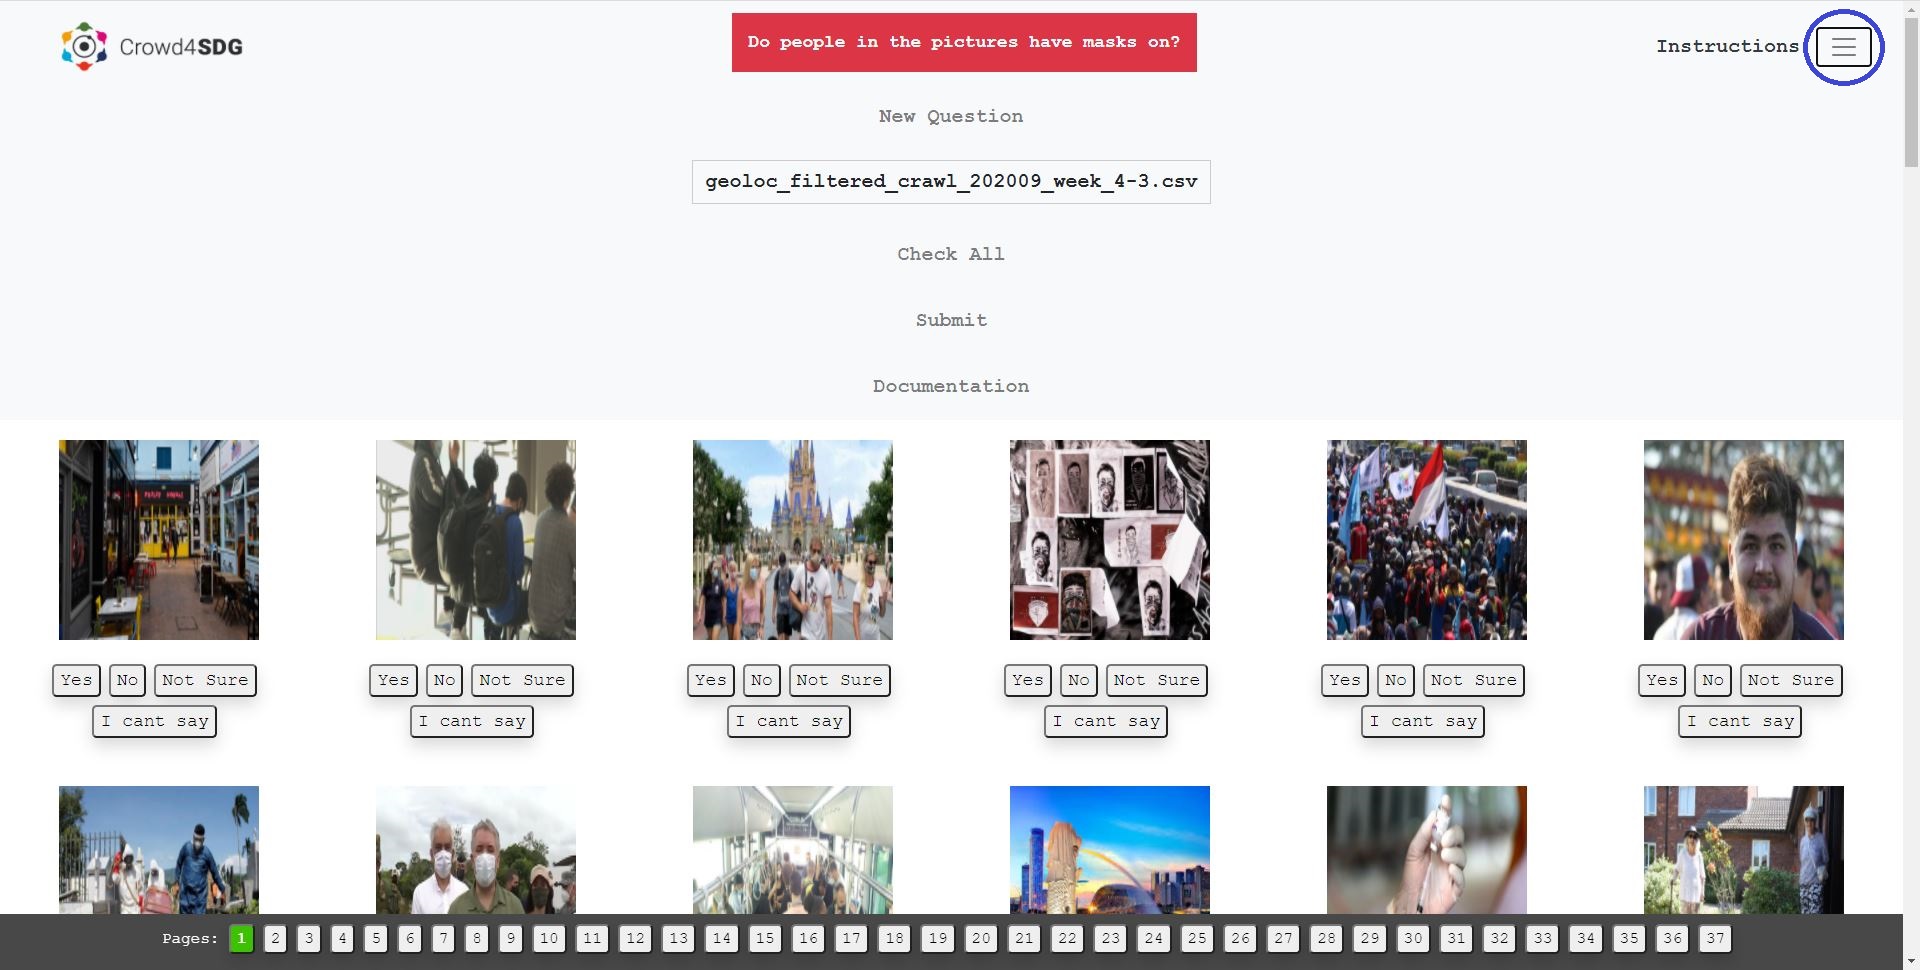 Crowd4SDG
Do people in the pictures have masks on?
Instructions
New Question
geoloc_filtered_crawl_202009_week_4-3.csv
Check All
Submit
Documentation
Yes No Not Sure Yes No Not Sure Yes No Not Sure Yes No Not Sure Yes No Not Sure Yes No Not Sure
I cant say I cant say I cant say I cant say I cant say I cant say
Pages: 1 2 3 4 5 6 7 8 9 10 11 12 13 14 15 16 17 18 19 20 21 22 23 24 25 26 27 28 29 30 31 32 33 34 35 36 37